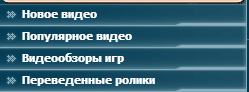 Новое видео
Популярное видео
Видеообзоры игр
Переведенные ролики